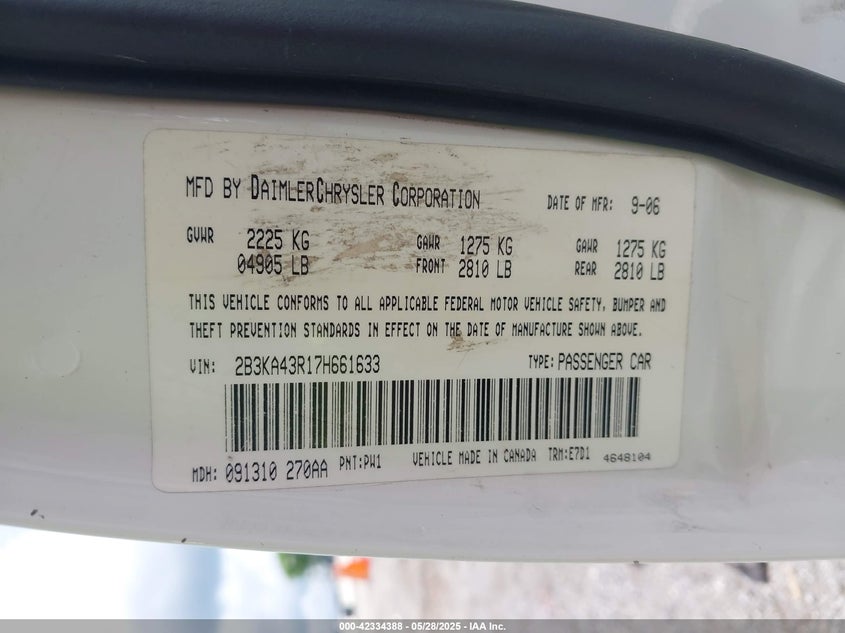 MFD BY DAIMLERCHRYSLER CORPORATION DATE OF MFR: 9-06
GVWR 2225 KG GAWR 1275 KG GAWR 1275 KG
04905 LB FRONT 2810 LB REAR 2810 LB
THIS VEHICLE CONFORMS TO ALL APPLICABLE FEDERAL MOTOR VEHICLE SAFETY, BUMPER AND
THEFT PREVENTION STANDARDS IN EFFECT ON THE DATE OF MANUFACTURE SHOWN ABOVE.
VIN: 2B3KA43R17H661633 TYPE: PASSENGER CAR
MDH: 091310 270AA PNT:PW1 VEHICLE MADE IN CANADA TRM:E7D1 4648104
000-42334388 - 05/28/2025 - IAA Inc.